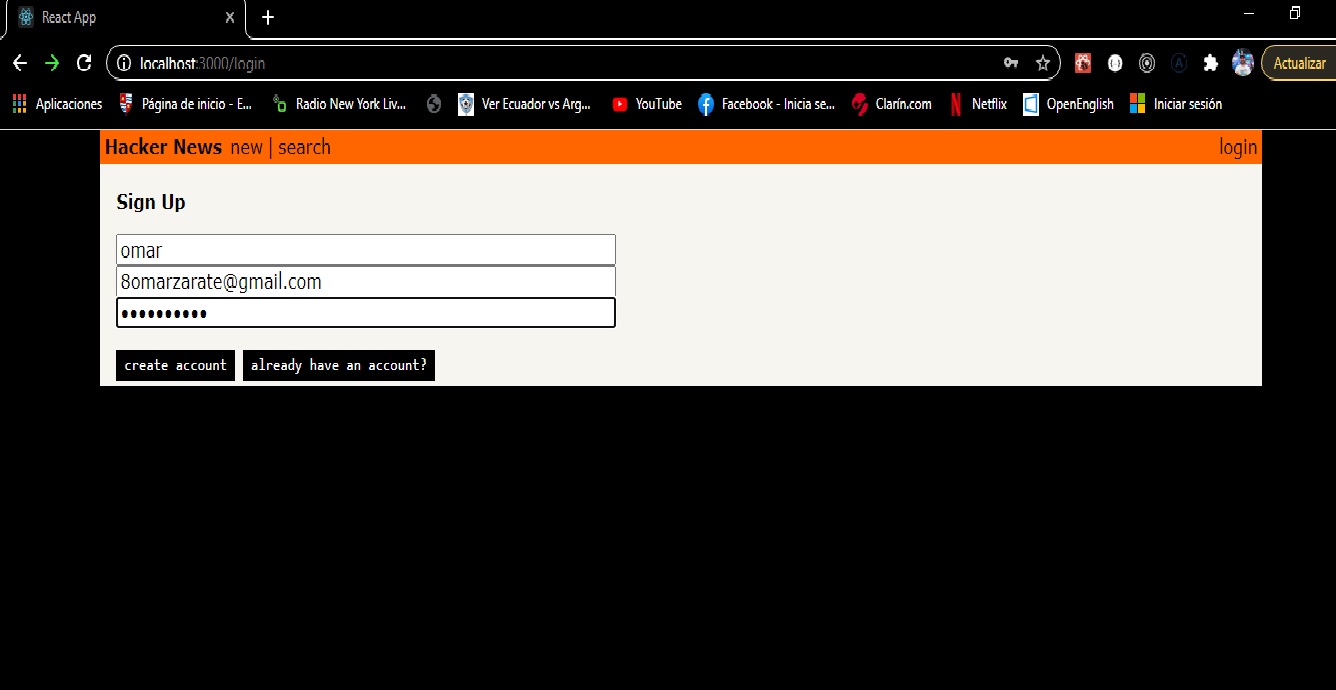 React App
localhost:3000/login
Actualizar
Aplicaciones Página de inicio - E... Radio New York Liv... Ver Ecuador vs Arg... YouTube Facebook - Inicia se... Clarín.com Netflix OpenEnglish Iniciar sesión
Hacker News new | search login
Sign Up
omar
8omarzarate@gmail.com
••••••••••
create account already have an account?